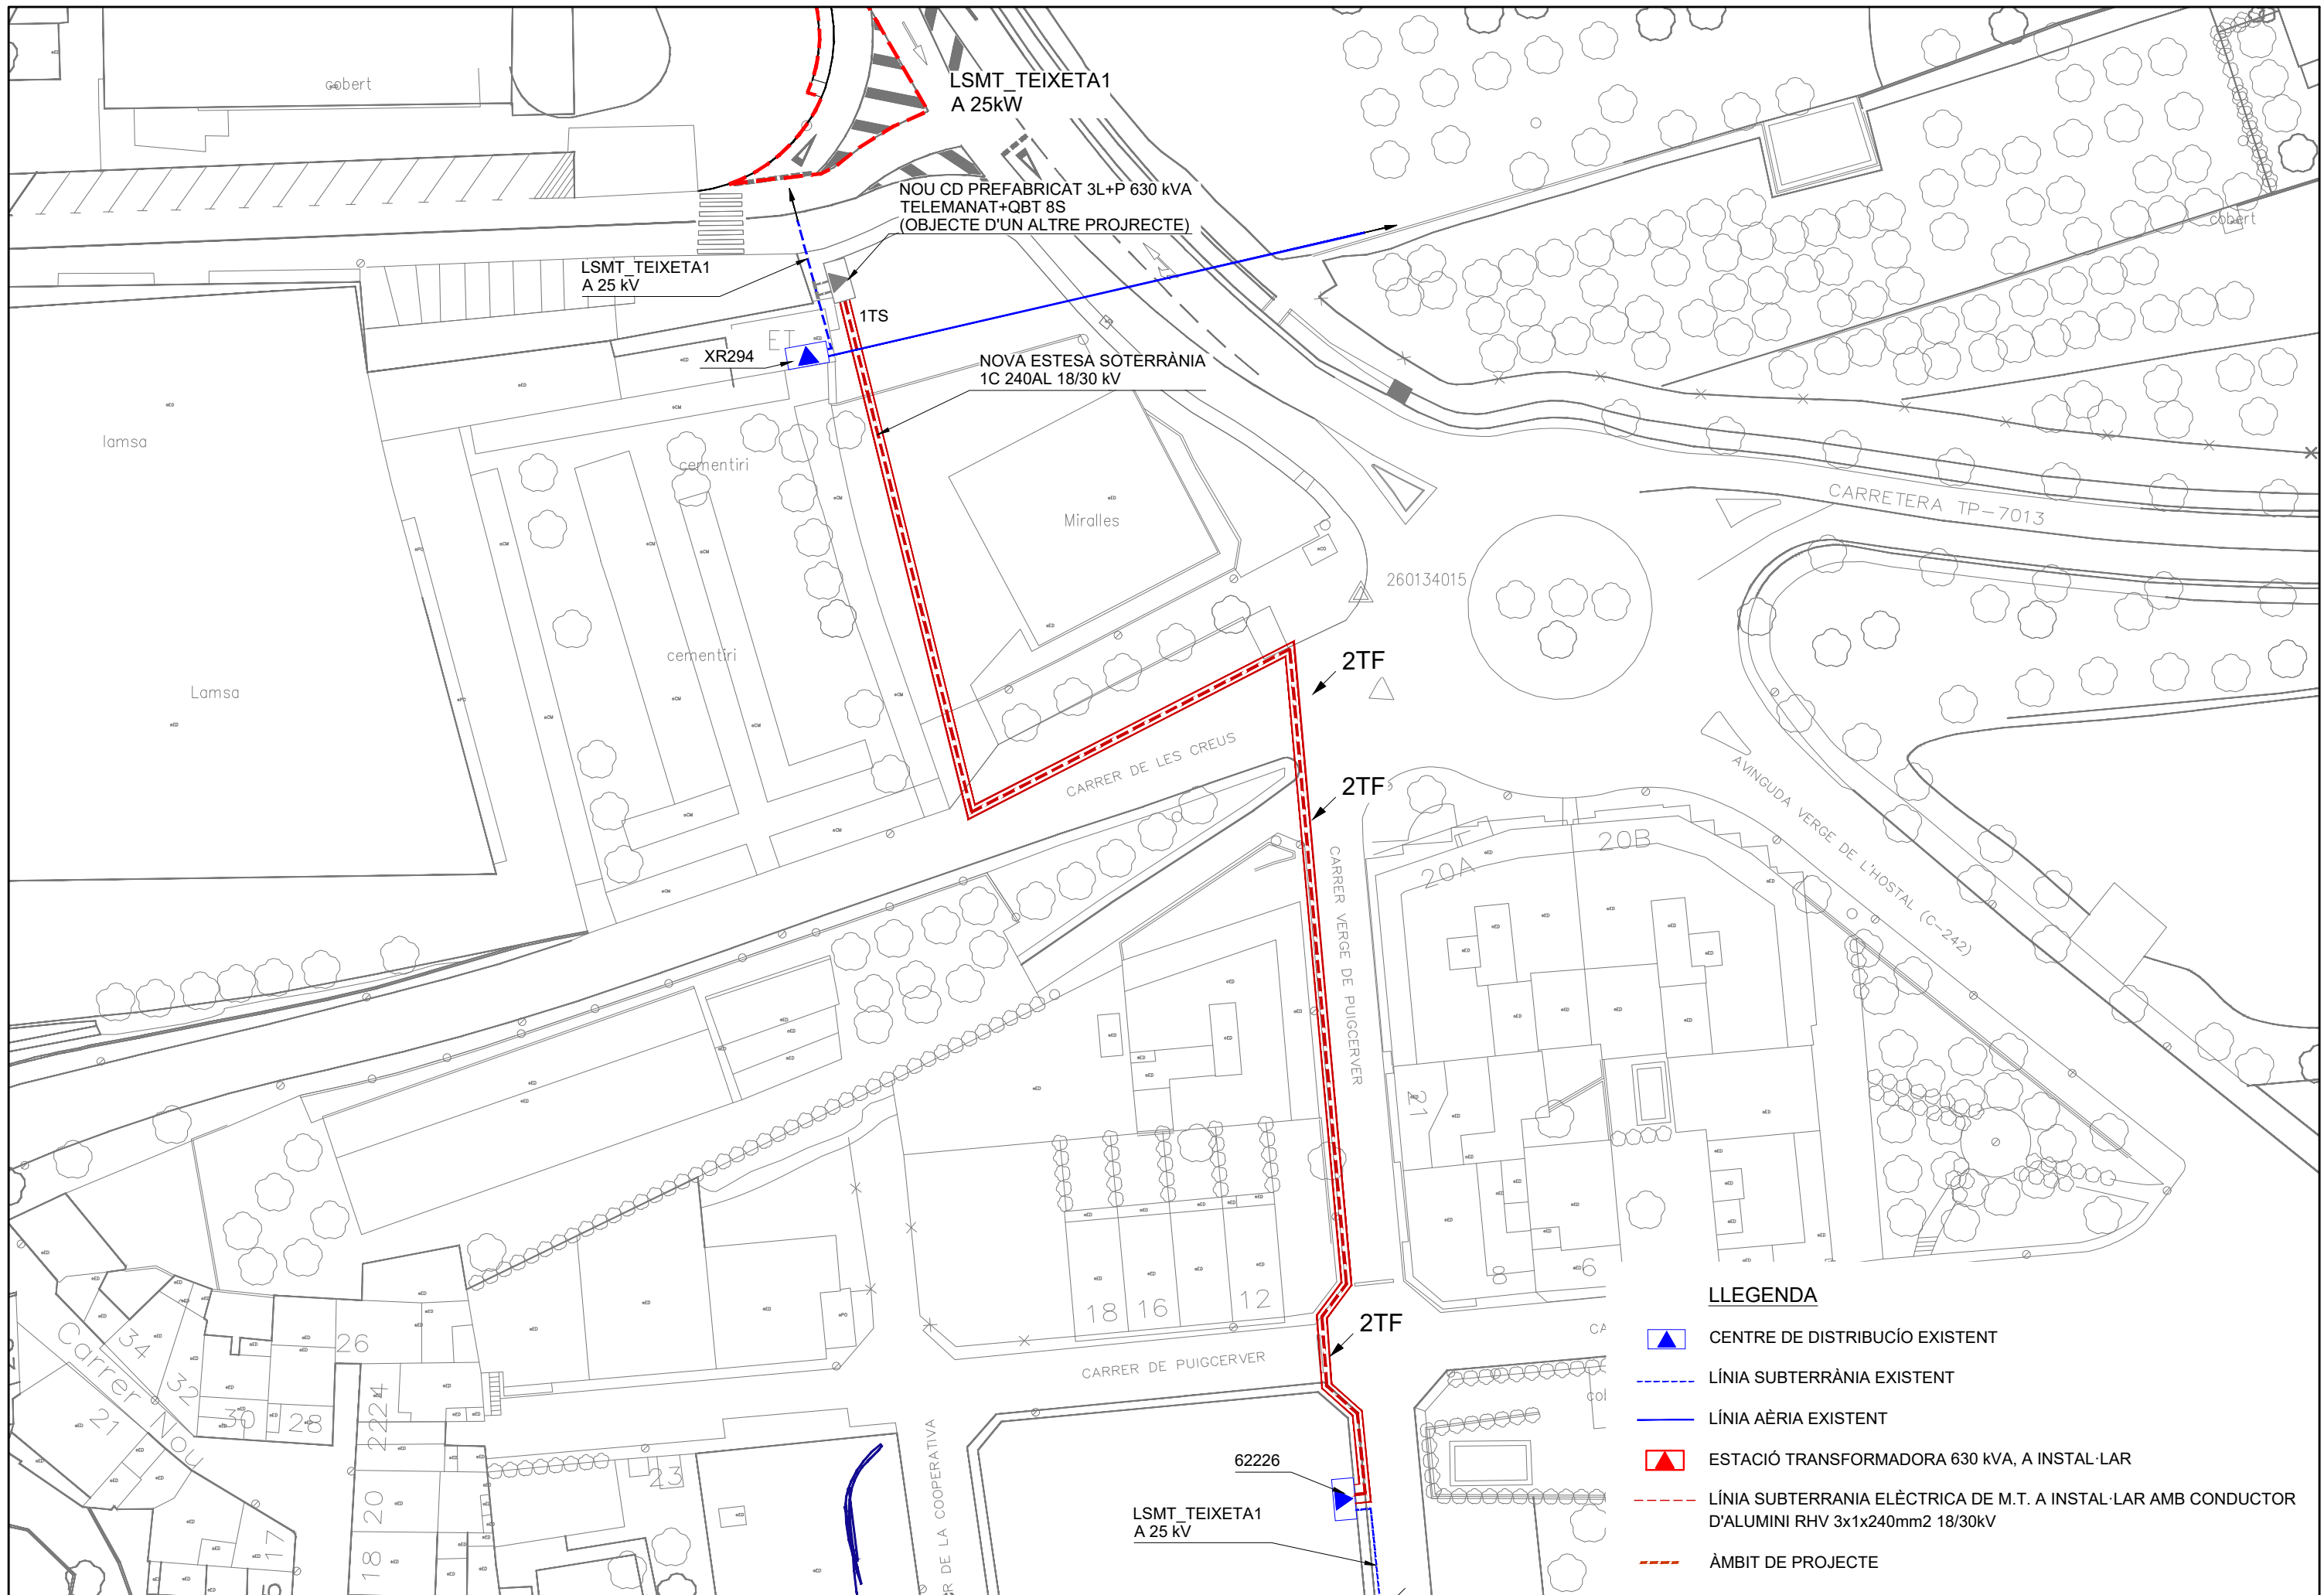 cobert
LSMT_TEIXETA1
A 25kW
NOU CD PREFABRICAT 3L+P 630 kVA
TELEMANAT+QBT 8S
(OBJECTE D'UN ALTRE PROJRECTE)
cobert
LSMT_TEIXETA1
A 25 kV
1TS
ET
XR294
NOVA ESTESA SOTERRÀNIA
1C 240AL 18/30 kV
lamsa
cementiri
Miralles
CARRETERA TP-7013
260134015
cementiri
2TF
Lamsa
CARRER DE LES CREUS
2TF
AVINGUDA VERGE DE L'HOSTAL (C-242)
20A
20B
CARRER VERGE DE PUIGCERVER
21
18
16
12
8
6
2TF
CARRER DE PUIGCERVER
CA
Carrer Nou
34
32
30
28
26
24
22
20
18
21
17
23
62226
LSMT_TEIXETA1
A 25 kV
R DE LA COOPERATIVA
LLEGENDA
CENTRE DE DISTRIBUCÍO EXISTENT
LÍNIA SUBTERRÀNIA EXISTENT
LÍNIA AÈRIA EXISTENT
ESTACIÓ TRANSFORMADORA 630 kVA, A INSTAL·LAR
LÍNIA SUBTERRANIA ELÈCTRICA DE M.T. A INSTAL·LAR AMB CONDUCTOR
D'ALUMINI RHV 3x1x240mm2 18/30kV
ÀMBIT DE PROJECTE